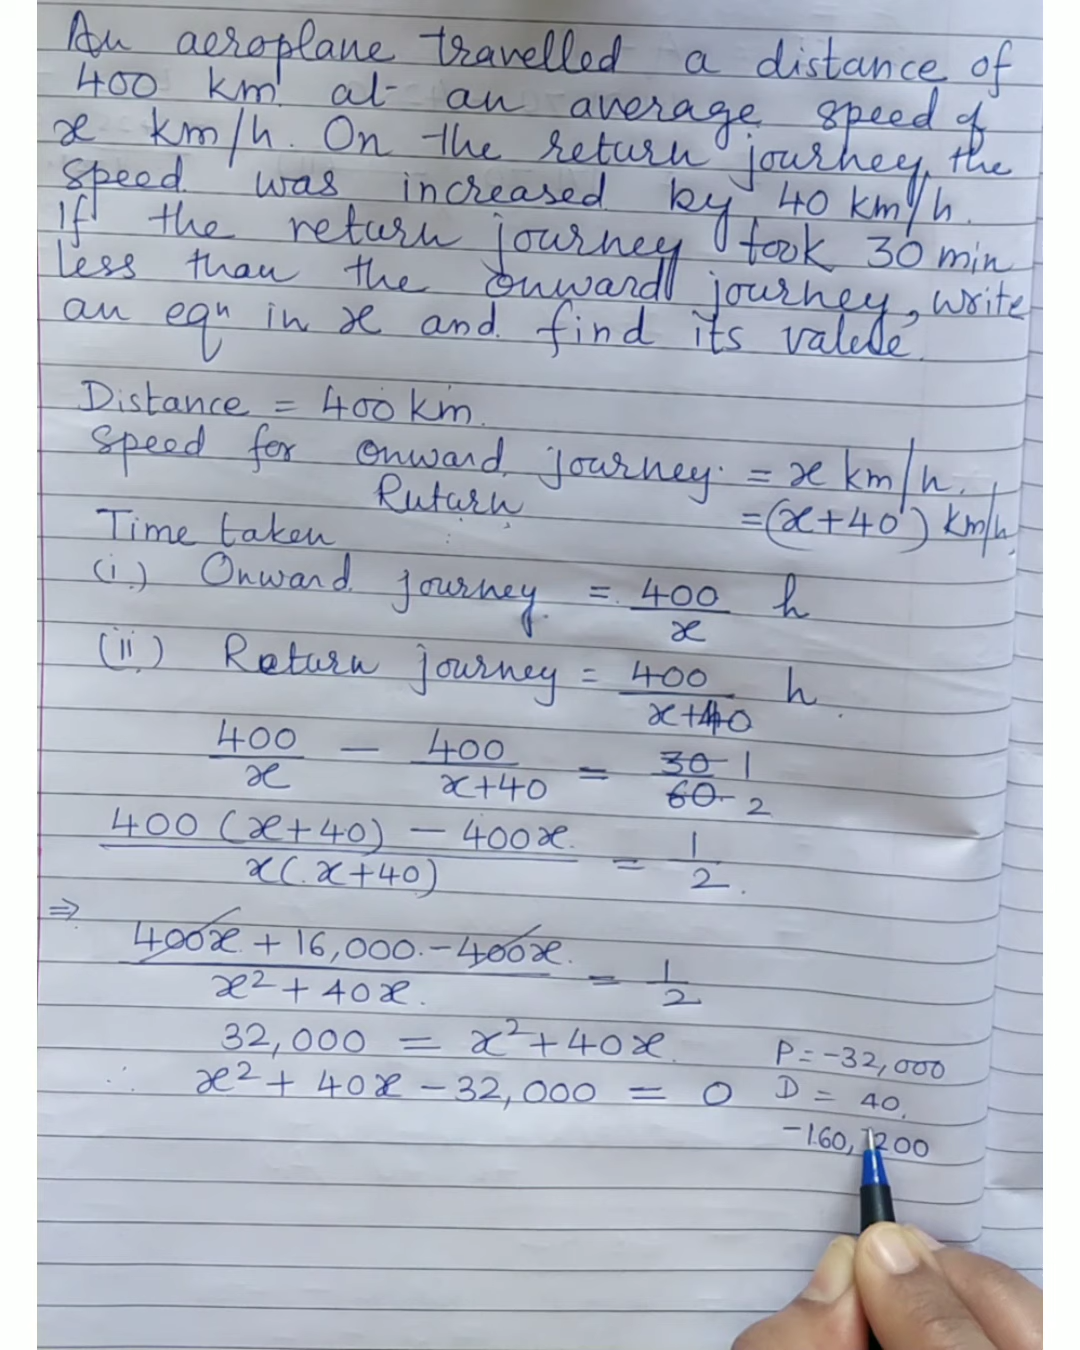 An aeroplane travelled a distance of
400 km at an average speed of
x km/h. On the return journey, the
speed was increased by 40 km/h.
If the return journey took 30 min
less than the onward journey, write
an eqn in x and find its value.
Distance = 400 km.
Speed for Onward journey = x km/h.
Ruturn = (x+40) km/h.
Time taken
(i.) Onward journey = 400/x h
(ii.) Return journey = 400/x+40 h.
400/x - 400/x+40 = 30/60 1/2
400 (x+40) - 400x / x(x+40) = 1/2.
⇒ 400x + 16,000 - 400x / x² + 40x. = 1/2
32,000 = x² + 40x. P = -32,000
∴ x² + 40x - 32,000 = 0 D = 40.
-160, 200